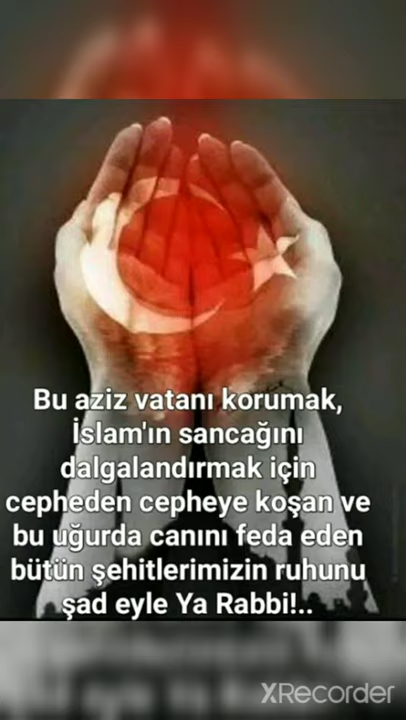 Bu aziz vatanı korumak,
İslam'ın sancağını
dalgalandırmak için
cepheden cepheye koşan ve
bu uğurda canını feda eden
bütün şehitlerimizin ruhunu
şad eyle Ya Rabbi!..
XRecorder